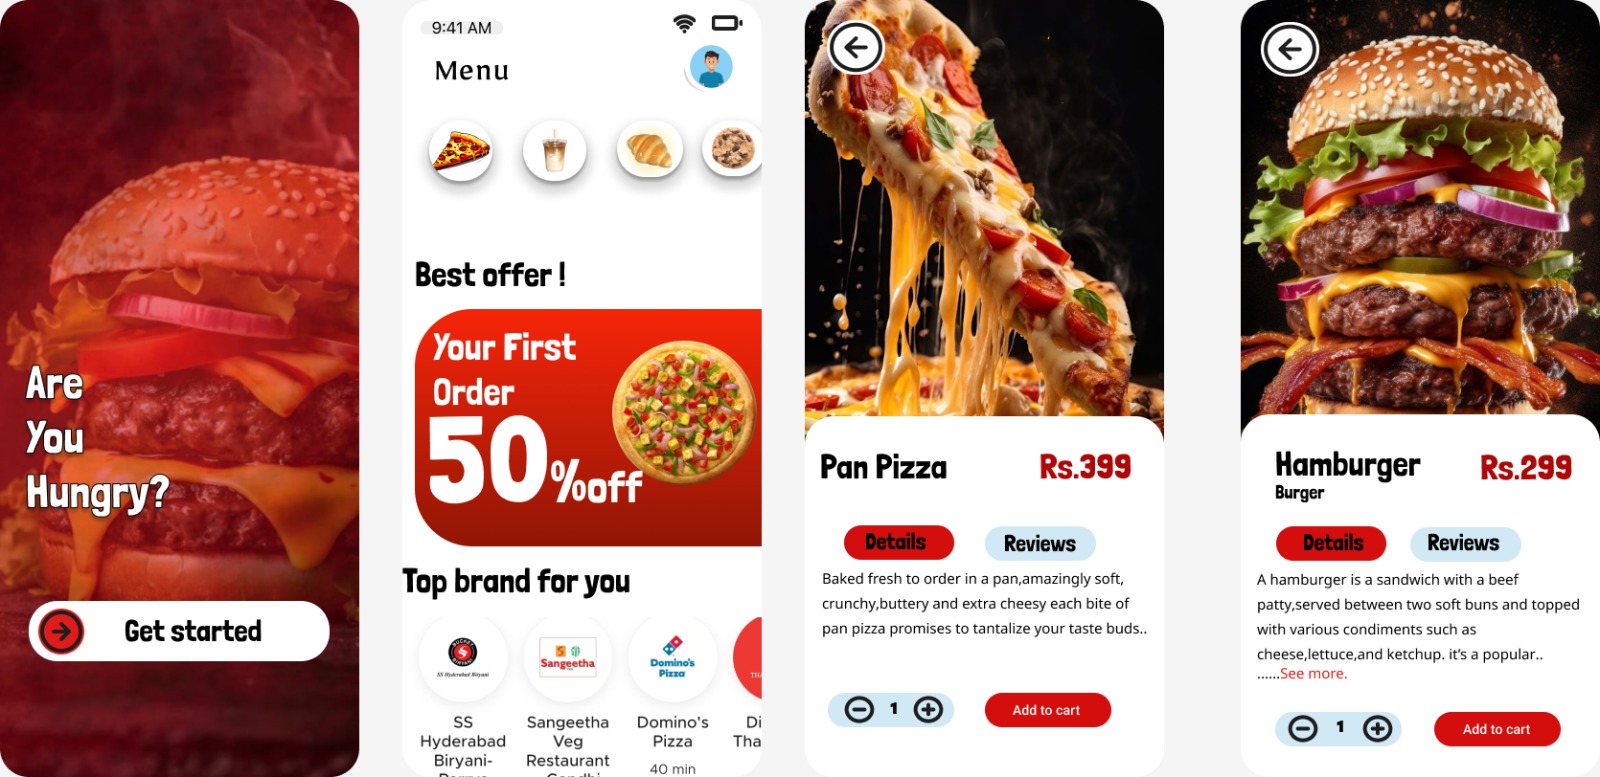 Are
You
Hungry?
Get started
9:41 AM
Menu
Best offer !
Your First
Order
50%off
Top brand for you
SS Hyderabad Biryani
Sangeetha
Domino's
Pizza
SS
Hyderabad
Biryani-
Sangeetha
Veg
Restaurant
Domino's
Pizza
40 min
Di
Tha
Pan Pizza
Rs.399
Details
Reviews
Baked fresh to order in a pan,amazingly soft,
crunchy,buttery and extra cheesy each bite of
pan pizza promises to tantalize your taste buds..
1
Add to cart
Hamburger
Burger
Rs.299
Details
Reviews
A hamburger is a sandwich with a beef
patty,served between two soft buns and topped
with various condiments such as
cheese,lettuce,and ketchup. it's a popular..
......See more.
1
Add to cart